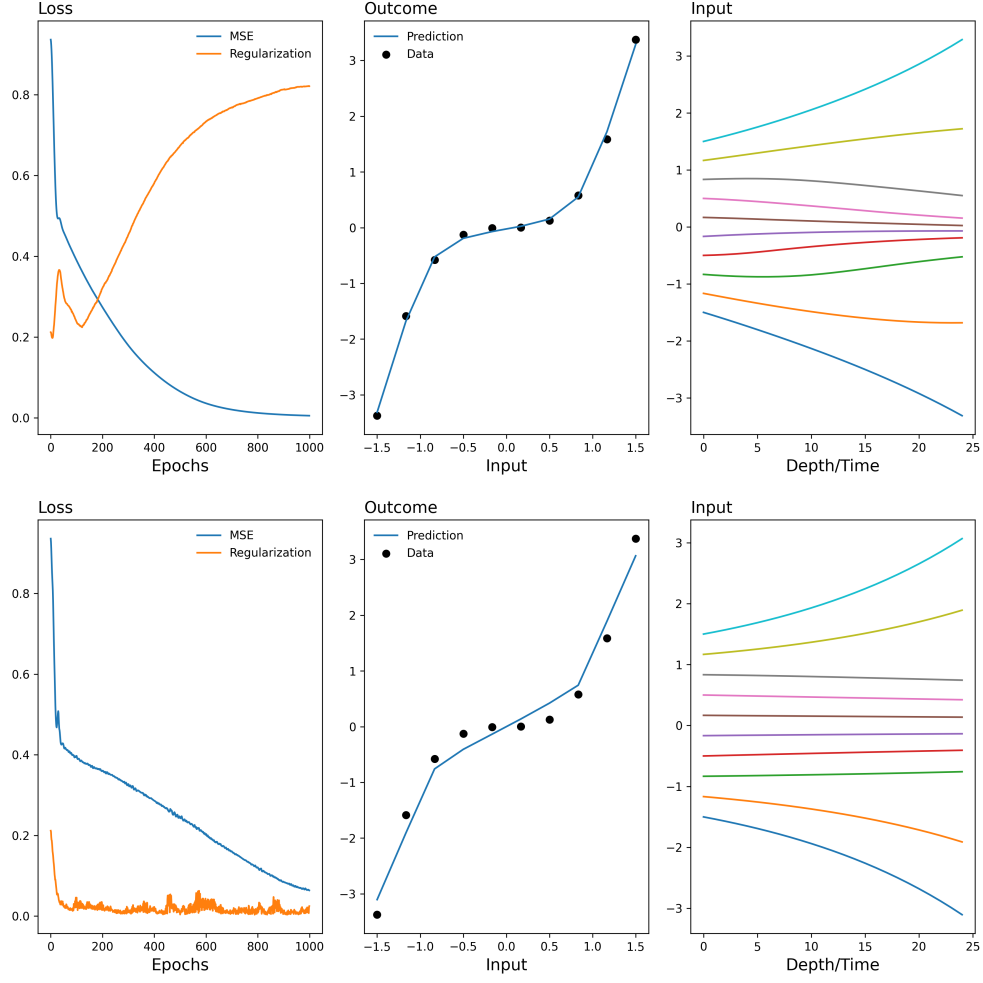 Loss
MSE
Regularization
0.8
0.6
0.4
0.2
0.0
0 200 400 600 800 1000
Epochs
Outcome
Prediction
Data
3
2
1
0
−1
−2
−3
−1.5 −1.0 −0.5 0.0 0.5 1.0 1.5
Input
Input
3
2
1
0
−1
−2
−3
0 5 10 15 20 25
Depth/Time
Loss
MSE
Regularization
0.8
0.6
0.4
0.2
0.0
0 200 400 600 800 1000
Epochs
Outcome
Prediction
Data
3
2
1
0
−1
−2
−3
−1.5 −1.0 −0.5 0.0 0.5 1.0 1.5
Input
Input
3
2
1
0
−1
−2
−3
0 5 10 15 20 25
Depth/Time